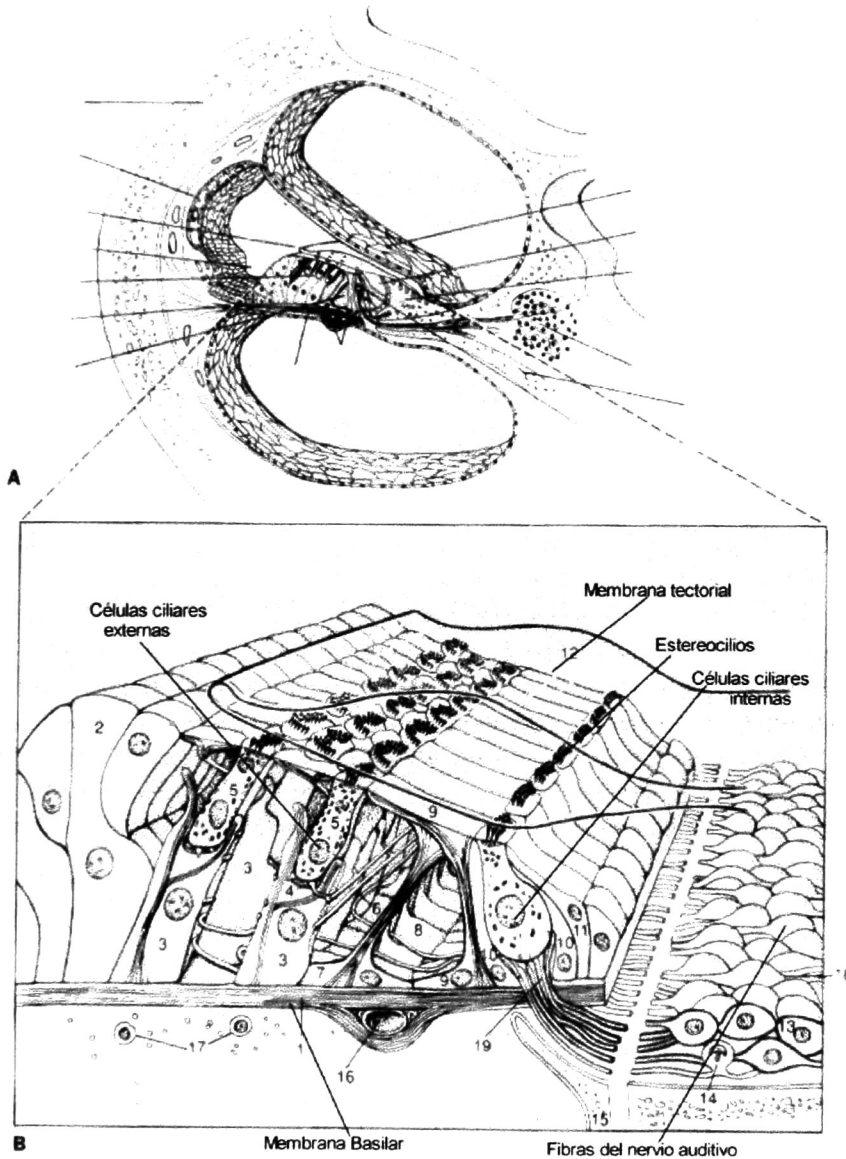 A
Células ciliares
externas
Membrana tectorial
Estereocilios
Células ciliares
internas
12
2
5
5
9
3
4
6
8
3
3
7
9
10
11
10
13
17
1
16
19
14
15
B
Membrana Basilar
Fibras del nervio auditivo